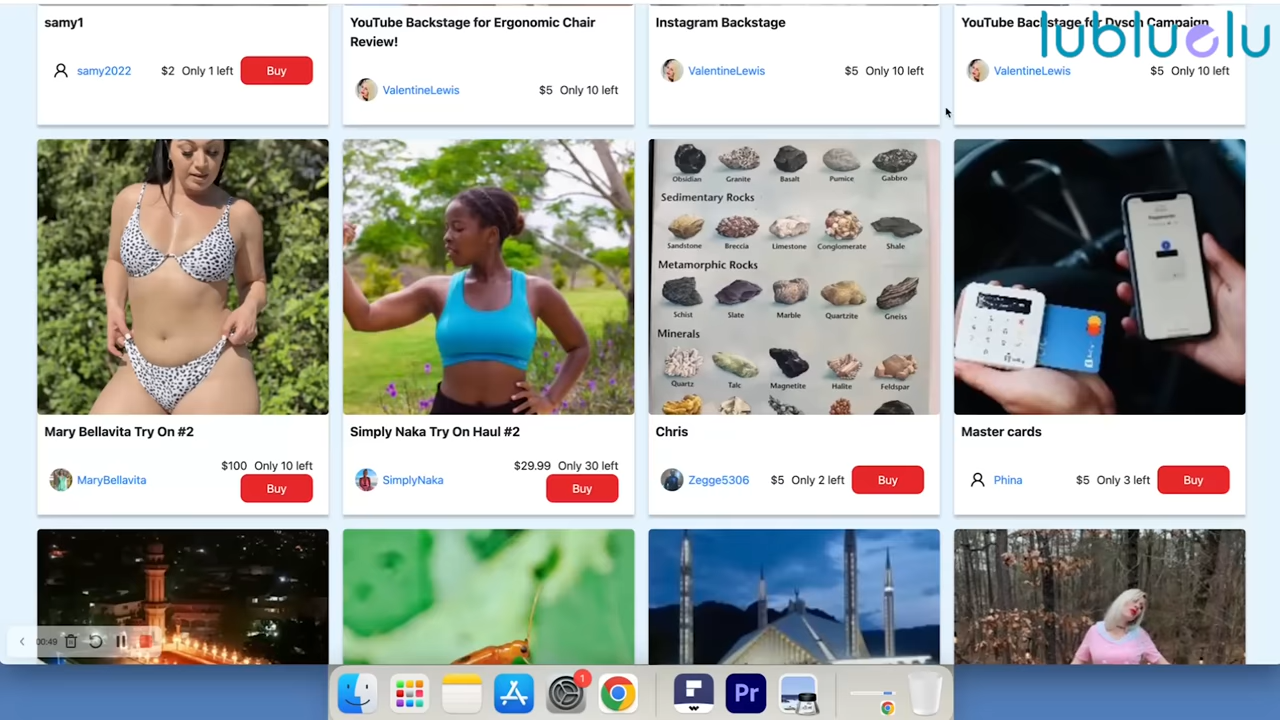 samy1
samy2022
$2 Only 1 left
Buy
YouTube Backstage for Ergonomic Chair
Review!
ValentineLewis
$5 Only 10 left
Instagram Backstage
ValentineLewis
$5 Only 10 left
YouTube Backstage for Dyson Campaign
ValentineLewis
$5 Only 10 left
lubluelu
Mary Bellavita Try On #2
$100 Only 10 left
MaryBellavita
Buy
Simply Naka Try On Haul #2
$29.99 Only 30 left
SimplyNaka
Buy
Obsidian Granite Basalt Pumice Gabbro
Sedimentary Rocks
Sandstone Breccia Limestone Conglomerate Shale
Metamorphic Rocks
Schist Slate Marble Quartzite Gneiss
Minerals
Quartz Talc Magnetite Halite Feldspar
Chris
Zegge5306
$5 Only 2 left
Buy
Master cards
Phina
$5 Only 3 left
Buy
00:49
1
Pr